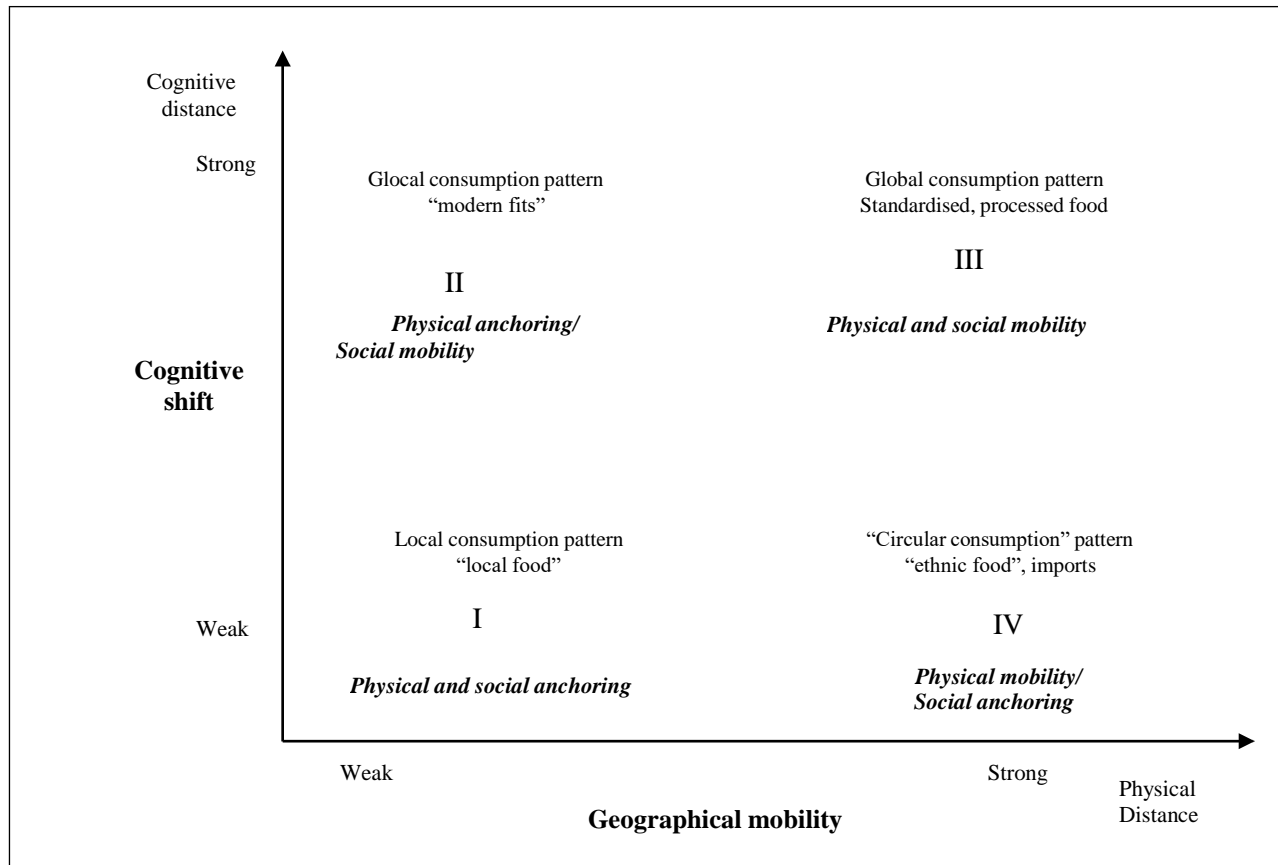 Cognitive
distance
Strong
Glocal consumption pattern
“modern fits”
Global consumption pattern
Standardised, processed food
II
III
Physical anchoring/
Social mobility
Physical and social mobility
Cognitive
shift
Local consumption pattern
“local food”
“Circular consumption” pattern
“ethnic food”, imports
Weak
I
IV
Physical and social anchoring
Physical mobility/
Social anchoring
Weak
Strong
Physical
Distance
Geographical mobility